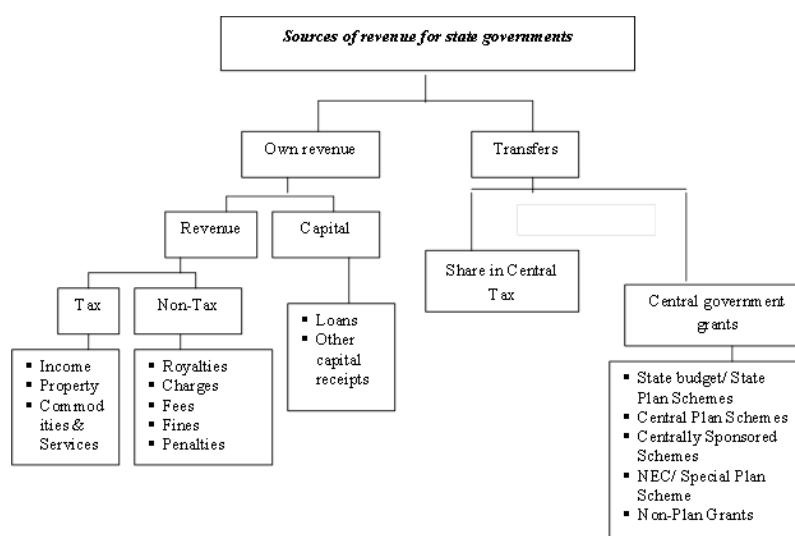 Sources of revenue for state governments
Own revenue
Transfers
Revenue
Capital
Share in Central
Tax
Tax
Non-Tax
Central government
grants
▪ Income
▪ Property
▪ Commod
ities &
Services
▪ Royalties
▪ Charges
▪ Fees
▪ Fines
▪ Penalties
▪ Loans
▪ Other
capital
receipts
▪ State budget/ State
Plan Schemes
▪ Central Plan Schemes
▪ Centrally Sponsored
Schemes
▪ NEC/ Special Plan
Scheme
▪ Non-Plan Grants